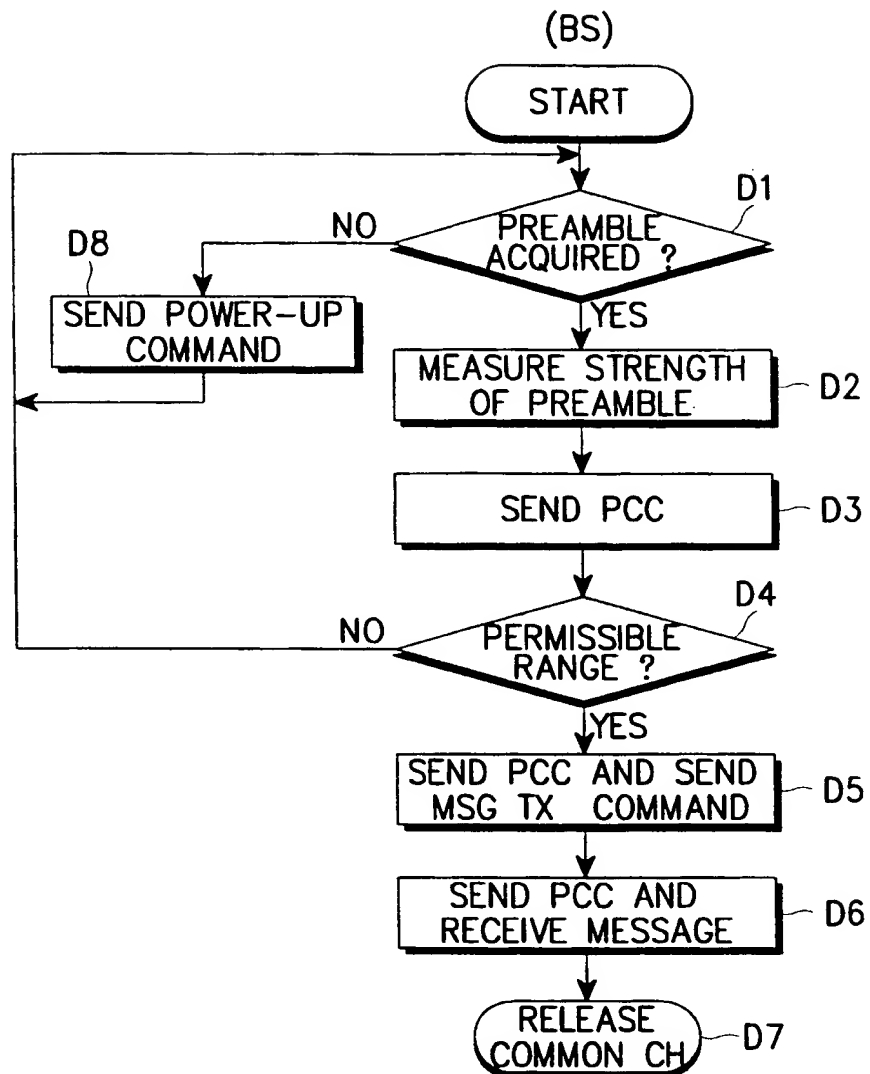 (BS)
START
D1
PREAMBLE
ACQUIRED ?
NO
D8
SEND POWER-UP
COMMAND
YES
MEASURE STRENGTH
OF PREAMBLE
D2
SEND PCC
D3
D4
NO
PERMISSIBLE
RANGE ?
YES
SEND PCC AND SEND
MSG TX COMMAND
D5
SEND PCC AND
RECEIVE MESSAGE
D6
RELEASE
COMMON CH
D7